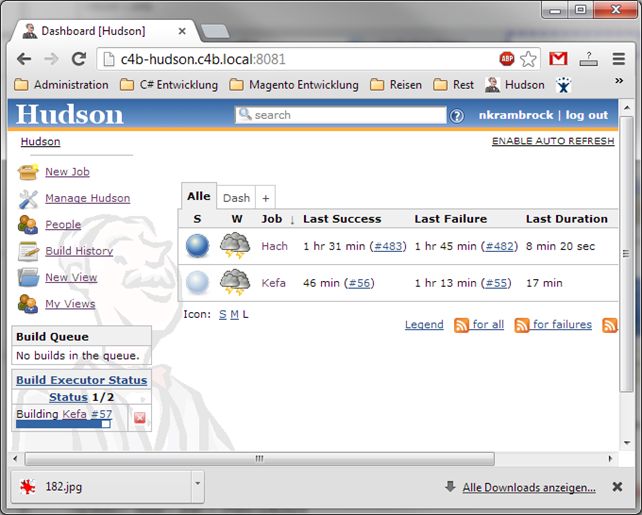 Dashboard [Hudson]
c4b-hudson.c4b.local:8081
ABP
Administration C# Entwicklung Magento Entwicklung Reisen Rest Hudson »
Hudson
search
nkrambrock | log out
Hudson
ENABLE AUTO REFRESH
New Job
Manage Hudson
People
Build History
New View
My Views
Alle Dash +
S W Job ↓ Last Success Last Failure Last Duration
Hach 1 hr 31 min (#483) 1 hr 45 min (#482) 8 min 20 sec
Kefa 46 min (#56) 1 hr 13 min (#55) 17 min
Icon: S M L
Legend for all for failures
Build Queue
No builds in the queue.
Build Executor Status
Status 1/2
Building Kefa #57
182.jpg
Alle Downloads anzeigen...